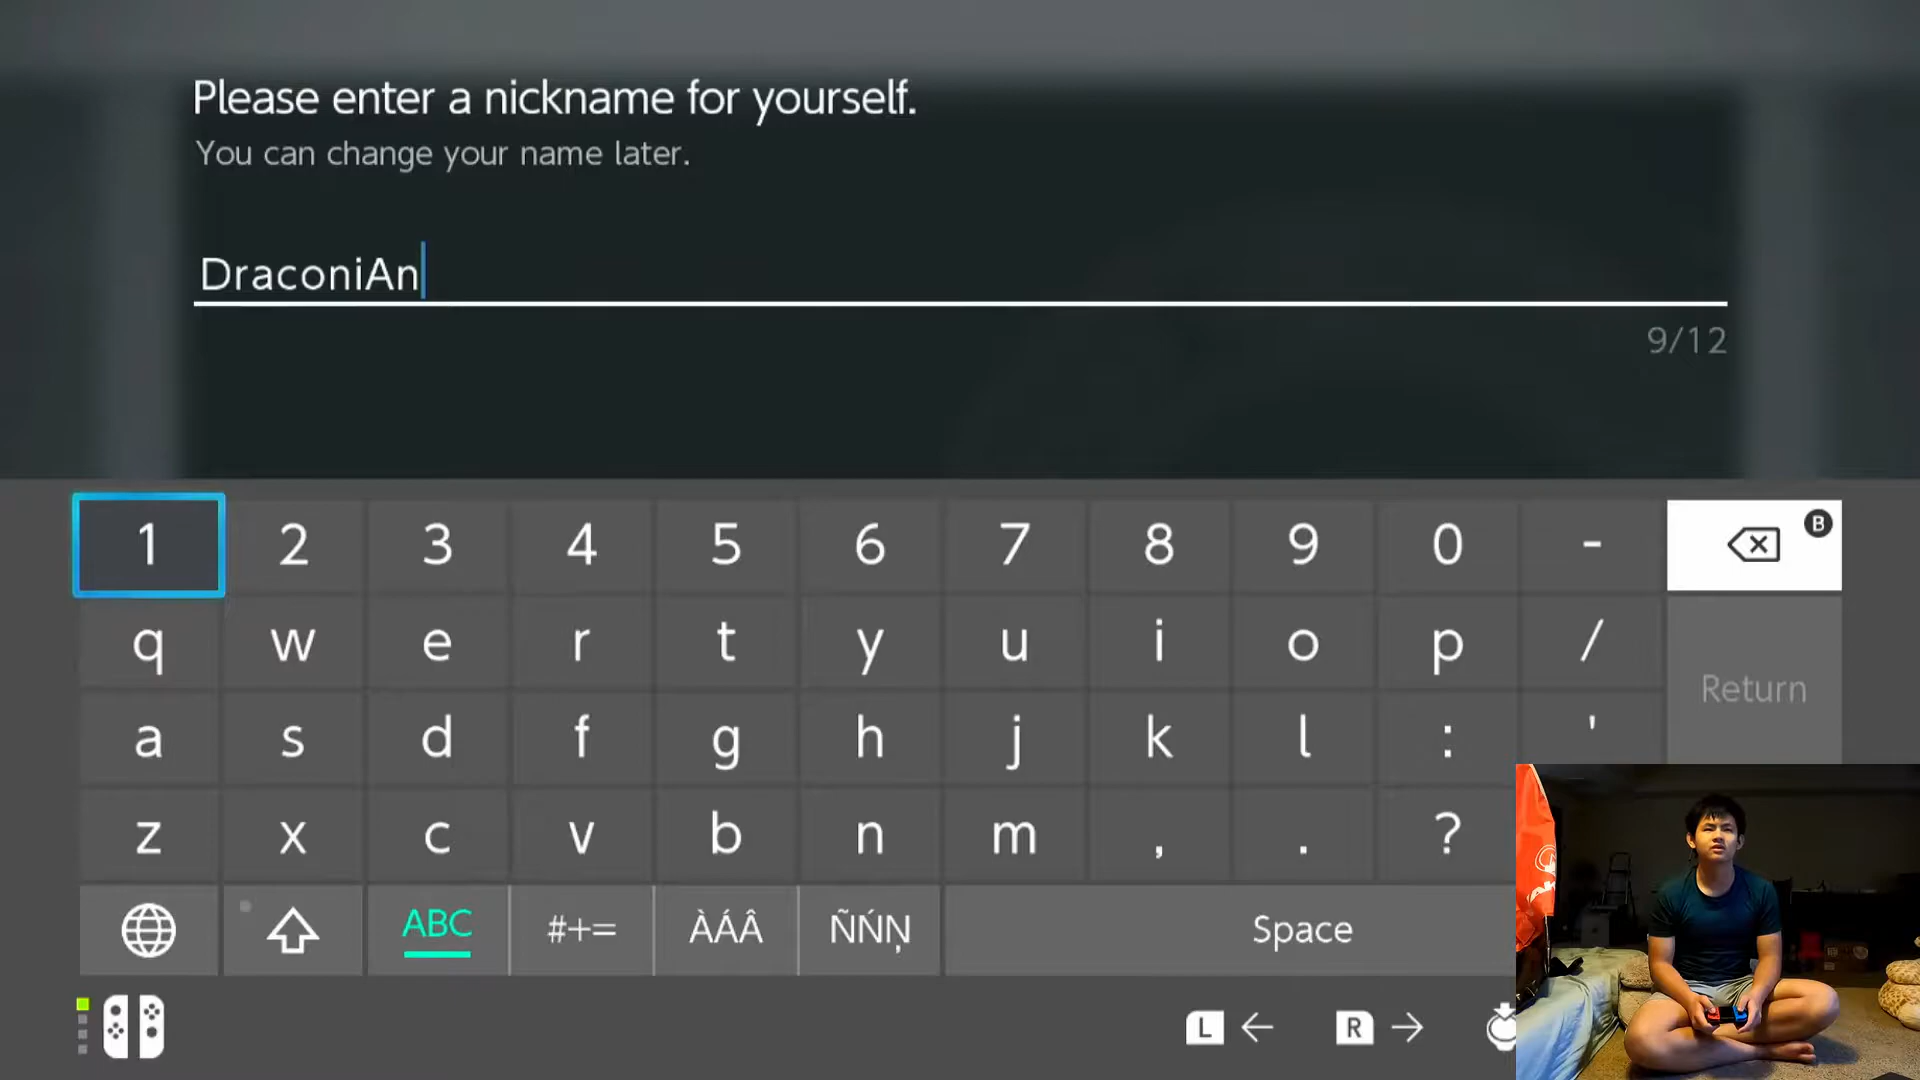 Please enter a nickname for yourself.
You can change your name later.
DraconiAn
9/12
1 2 3 4 5 6 7 8 9 0 - B
q w e r t y u i o p /
Return
a s d f g h j k l : '
z x c v b n m , . ?
ABC #+= ÀÁÂ ÑŃŅ Space
L ← R →